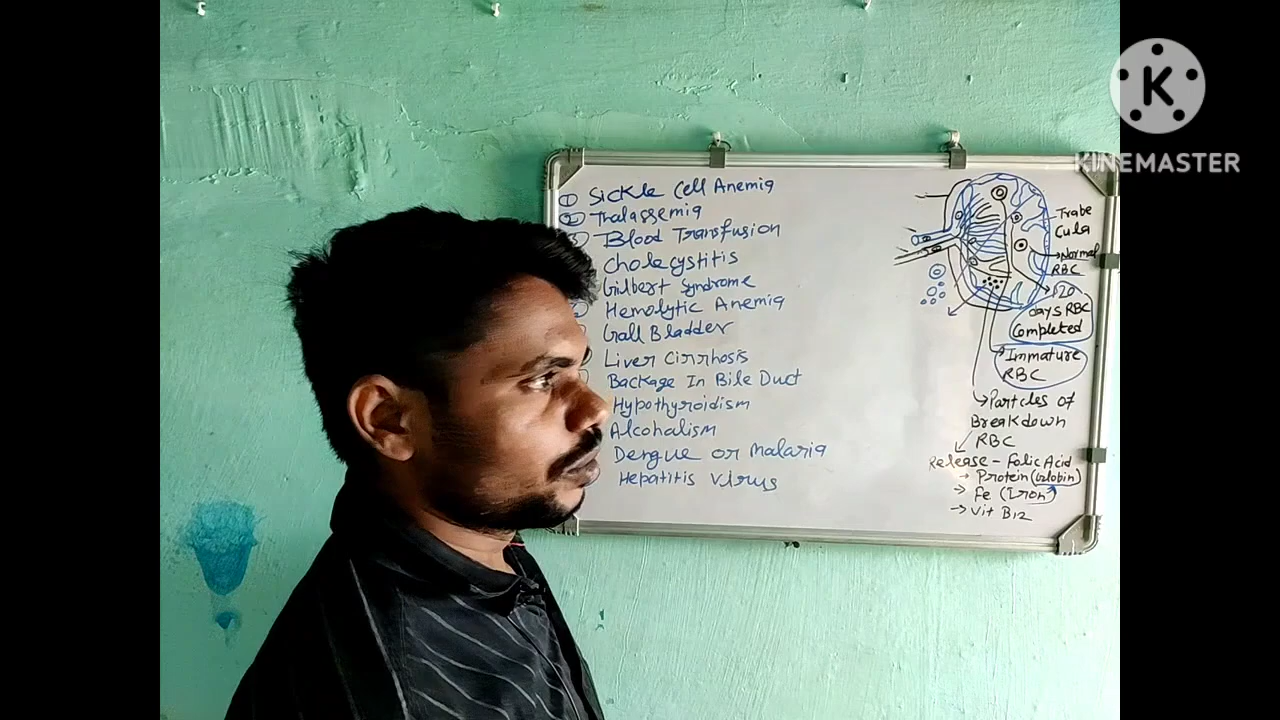 KINEMASTER
① Sickle Cell Anemia
② Thalassemia
③ Blood Transfusion
Cholecystitis
Gilbert Syndrome
Hemolytic Anemia
Gall Bladder
Liver Cirrhosis
Backage In Bile Duct
Hypothyroidism
Alcohalism
Dengue or Malaria
Hepatitis Virus
Trabe
Cula
Normal
RBC
120
Days RBC
Completed
Immature
RBC
Particles of
Breakdown
RBC
Release - Folic Acid
→ Protein (Globin)
→ Fe (Iron)
→ Vit B12